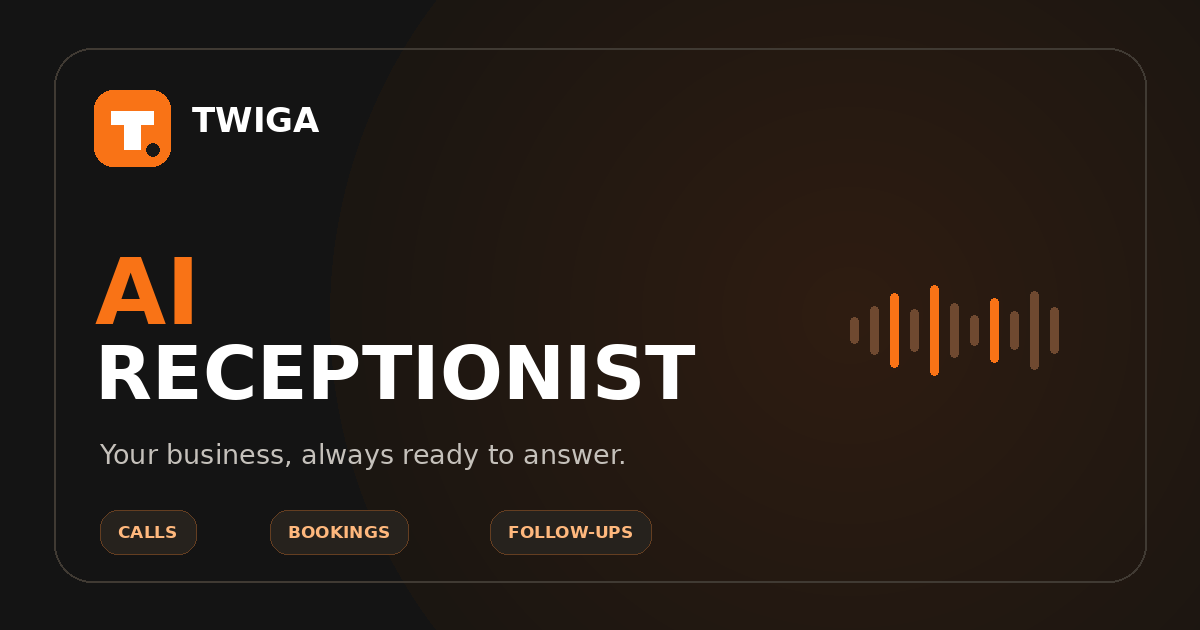 T.
TWIGA
AI
RECEPTIONIST
Your business, always ready to answer.
CALLS
BOOKINGS
FOLLOW-UPS